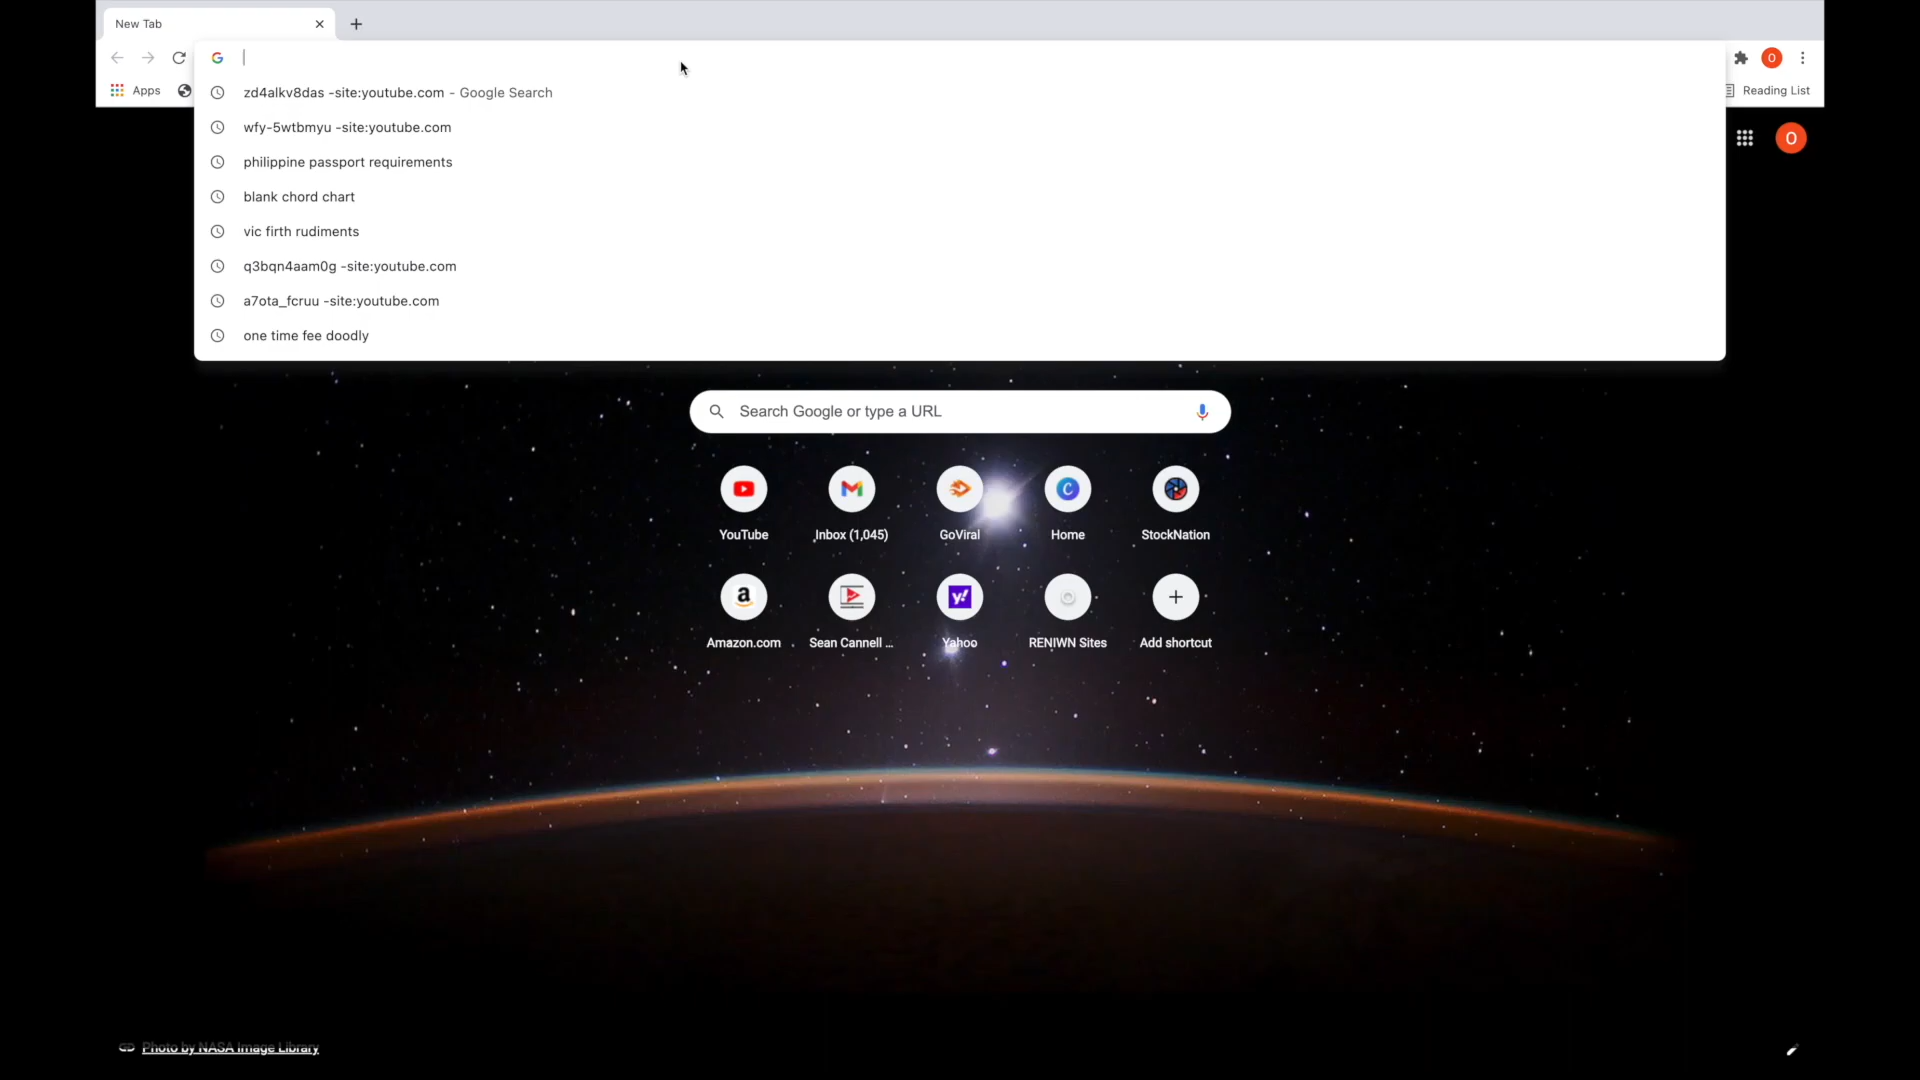 New Tab
zd4alkv8das -site:youtube.com - Google Search
Apps
Reading List
wfy-5wtbmyu -site:youtube.com
O
philippine passport requirements
blank chord chart
vic firth rudiments
q3bqn4aam0g -site:youtube.com
a7ota_fcruu -site:youtube.com
one time fee doodly
Search Google or type a URL
YouTube
Inbox (1,045)
GoViral
Home
StockNation
Amazon.com
Sean Cannell ...
Yahoo
RENIWN Sites
Add shortcut
Photo by NASA Image Library